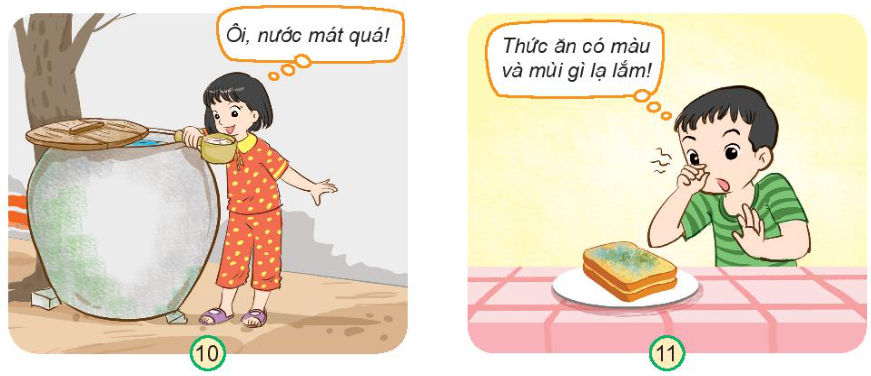 Ôi, nước mát quá!
Thức ăn có màu
và mùi gì lạ lắm!
10
11